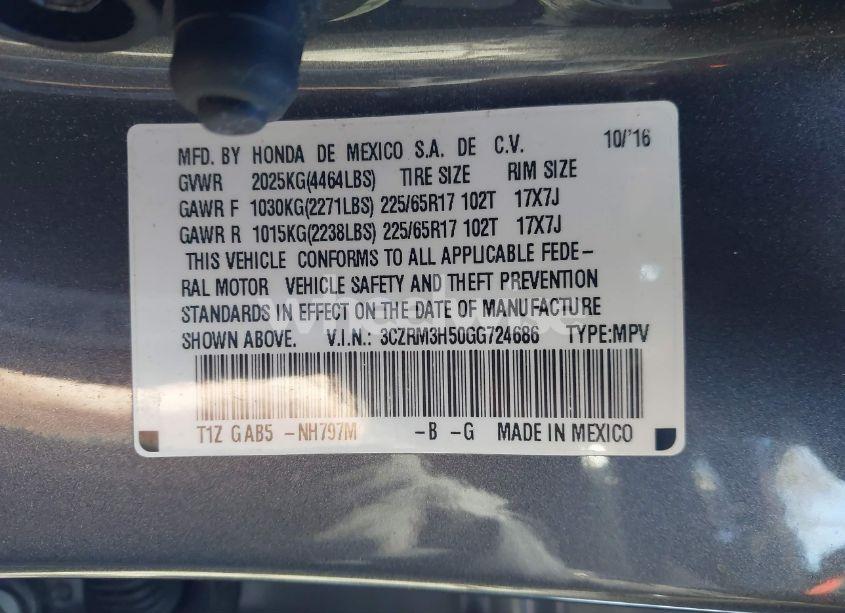 MFD. BY HONDA DE MEXICO S.A. DE C.V. 10/'16
GVWR 2025KG(4464LBS) TIRE SIZE RIM SIZE
GAWR F 1030KG(2271LBS) 225/65R17 102T 17X7J
GAWR R 1015KG(2238LBS) 225/65R17 102T 17X7J
THIS VEHICLE CONFORMS TO ALL APPLICABLE FEDE-
RAL MOTOR VEHICLE SAFETY AND THEFT PREVENTION
STANDARDS IN EFFECT ON THE DATE OF MANUFACTURE
SHOWN ABOVE. V.I.N.: 3CZRM3H50GG724686 TYPE:MPV
T1Z GAB5 -NH797M -B -G MADE IN MEXICO